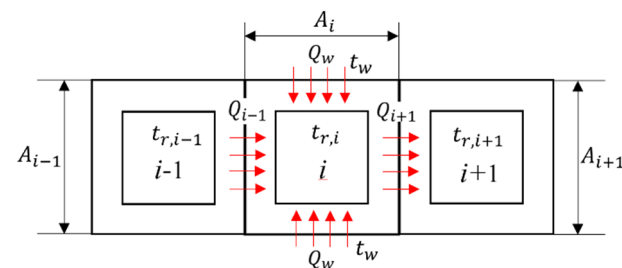 A_i
Q_w t_w
Q_{i-1} Q_{i+1}
t_{r,i-1} t_{r,i} t_{r,i+1}
A_{i-1} i-1 i i+1 A_{i+1}
Q_w t_w